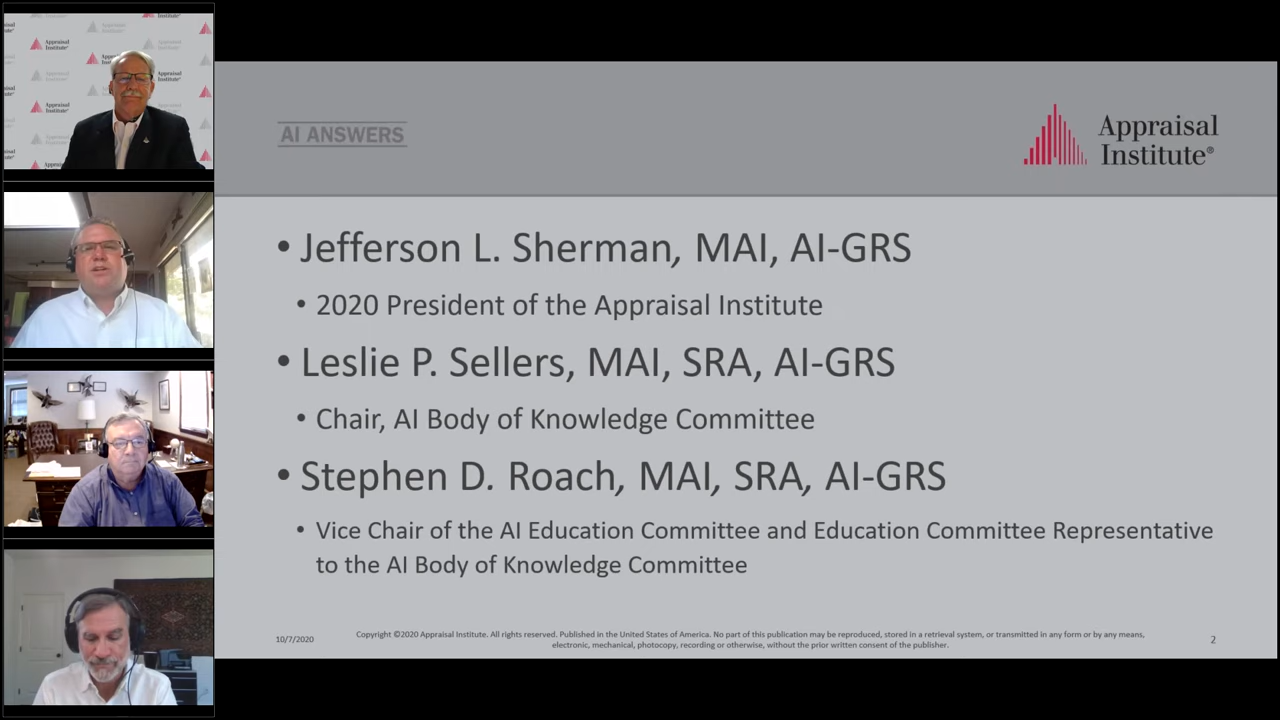 Appraisal
Institute
AI ANSWERS
Appraisal
Institute®
• Jefferson L. Sherman, MAI, AI-GRS
• 2020 President of the Appraisal Institute
• Leslie P. Sellers, MAI, SRA, AI-GRS
• Chair, AI Body of Knowledge Committee
• Stephen D. Roach, MAI, SRA, AI-GRS
• Vice Chair of the AI Education Committee and Education Committee Representative
to the AI Body of Knowledge Committee
10/7/2020
Copyright ©2020 Appraisal Institute. All rights reserved. Published in the United States of America. No part of this publication may be reproduced, stored in a retrieval system, or transmitted in any form or by any means,
electronic, mechanical, photocopy, recording or otherwise, without the prior written consent of the publisher.
2